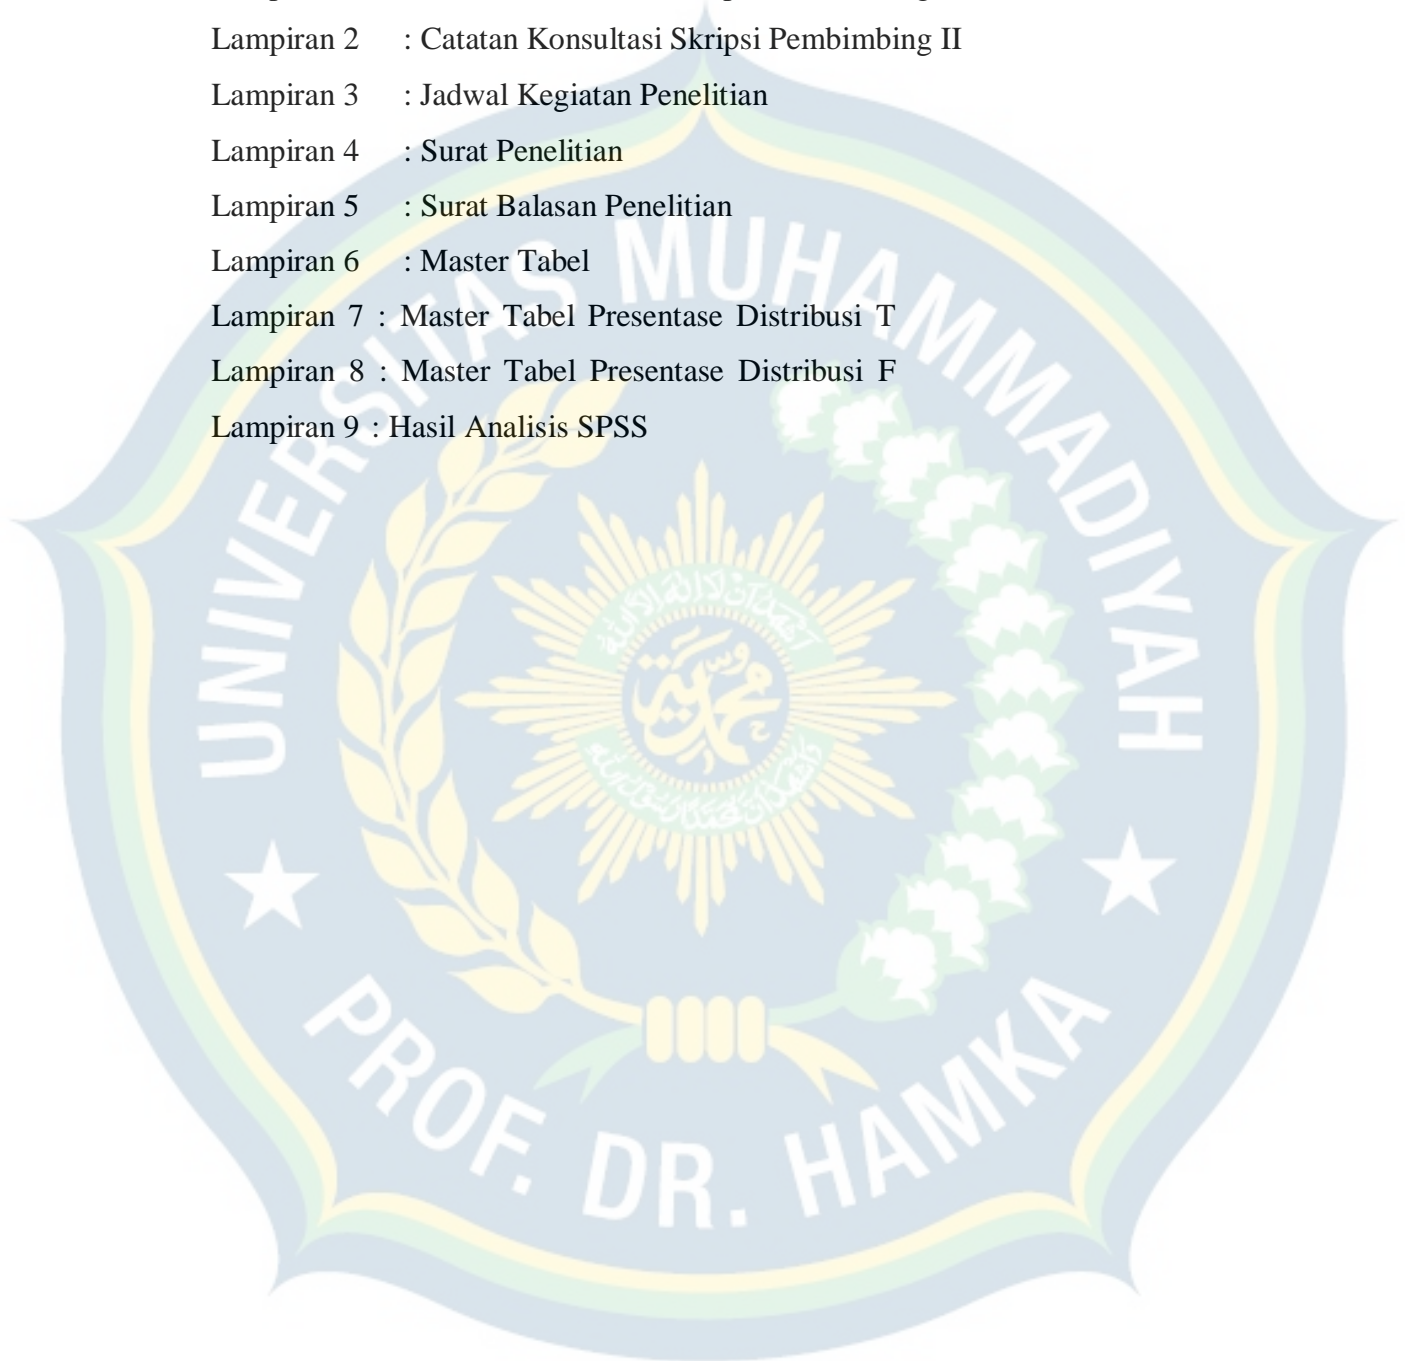 Lampiran 2 : Catatan Konsultasi Skripsi Pembimbing II
Lampiran 3 : Jadwal Kegiatan Penelitian
Lampiran 4 : Surat Penelitian
Lampiran 5 : Surat Balasan Penelitian
Lampiran 6 : Master Tabel
Lampiran 7 : Master Tabel Presentase Distribusi T
Lampiran 8 : Master Tabel Presentase Distribusi F
Lampiran 9 : Hasil Analisis SPSS
UNIVERSITAS MUHAMMADIYAH
PROF. DR. HAMKA